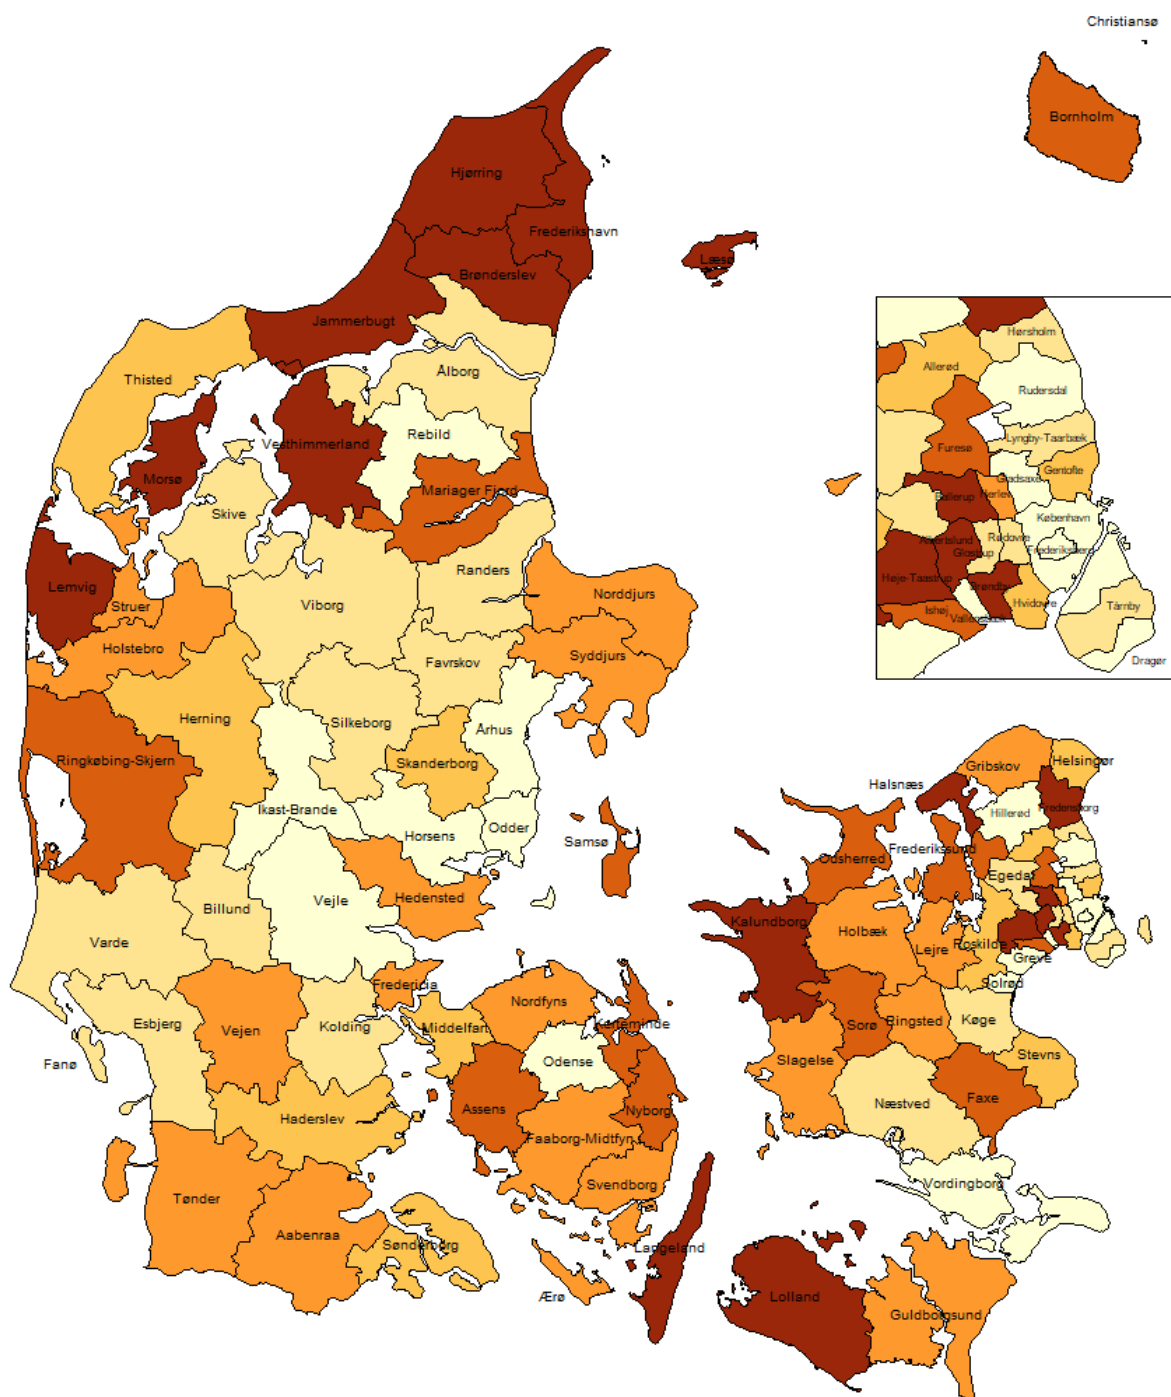 Christiansø
Bornholm
Hjørring
Frederikshavn
Læsø
Brønderslev
Jammerbugt
Ålborg
Thisted
Rebild
Vesthimmerland
Morsø
Mariager Fjord
Skive
Randers
Lemvig
Struer
Viborg
Norddjurs
Holstebro
Favrskov
Syddjurs
Herning
Silkeborg
Århus
Ringkøbing-Skjern
Skanderborg
Ikast-Brande
Horsens
Odder
Samsø
Hedensted
Billund
Vejle
Varde
Fredericia
Esbjerg
Vejen
Kolding
Fanø
Haderslev
Tønder
Aabenraa
Sønderborg
Nordfyns
Middelfart
Kerteminde
Odense
Assens
Nyborg
Faaborg-Midtfyn
Svendborg
Langeland
Ærø
Hørsholm
Allerød
Rudersdal
Lyngby-Taarbæk
Furesø
Gentofte
Gladsaxe
Ballerup
Herlev
København
Rødovre
Albertslund
Frederiksberg
Glostrup
Høje-Taastrup
Brøndby
Hvidovre
Tårnby
Ishøj
Vallensbæk
Dragør
Gribskov
Helsingør
Halsnæs
Fredensborg
Hillerød
Frederikssund
Odsherred
Egedal
Kalundborg
Holbæk
Lejre
Roskilde
Greve
Solrød
Sorø
Ringsted
Køge
Stevns
Slagelse
Næstved
Faxe
Vordingborg
Lolland
Guldborgsund